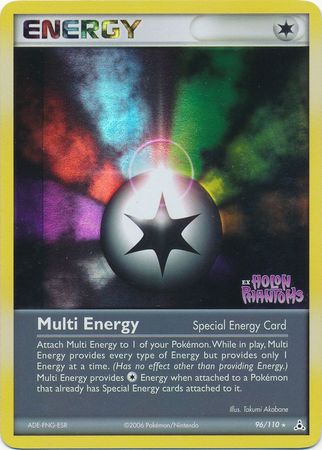 ENERGY
EX HOLON
PHANTOMS
Multi Energy Special Energy Card
Attach Multi Energy to 1 of your Pokémon. While in play, Multi
Energy provides every type of Energy but provides only 1
Energy at a time. (Has no effect other than providing Energy.)
Multi Energy provides when attached to a Pokémon
that already has Special Energy cards attached to it.
Illus. Takumi Akabane
ADE-FNG-ESR ©2006 Pokémon/Nintendo 96/110 ★